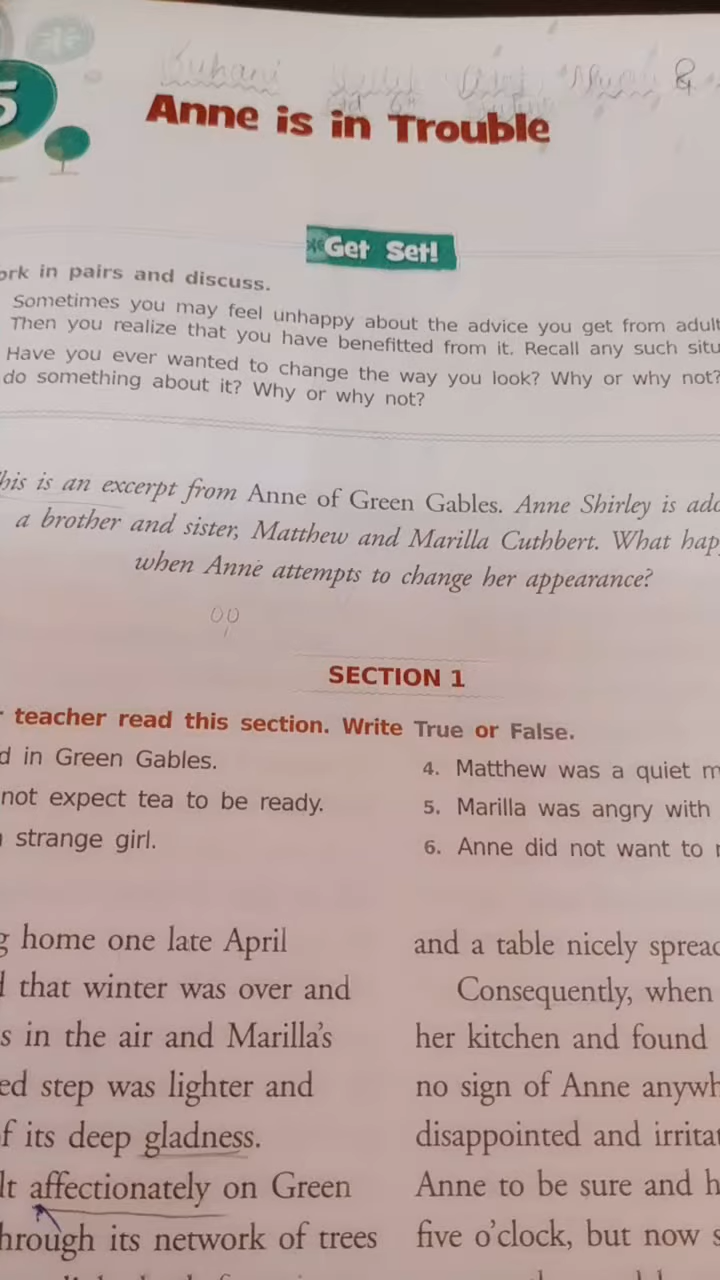 5
Anne is in Trouble
Get Set!
ork in pairs and discuss.
Sometimes you may feel unhappy about the advice you get from adult
Then you realize that you have benefitted from it. Recall any such situ
Have you ever wanted to change the way you look? Why or why not?
do something about it? Why or why not?
his is an excerpt from Anne of Green Gables. Anne Shirley is ado
a brother and sister, Matthew and Marilla Cuthbert. What hap
when Anne attempts to change her appearance?
SECTION 1
r teacher read this section. Write True or False.
d in Green Gables.
not expect tea to be ready.
strange girl.
4. Matthew was a quiet m
5. Marilla was angry with
6. Anne did not want to
g home one late April
d that winter was over and
s in the air and Marilla's
ed step was lighter and
f its deep gladness.
lt affectionately on Green
hrough its network of trees
and a table nicely spread
Consequently, when
her kitchen and found
no sign of Anne anywh
disappointed and irritat
Anne to be sure and h
five o'clock, but now s